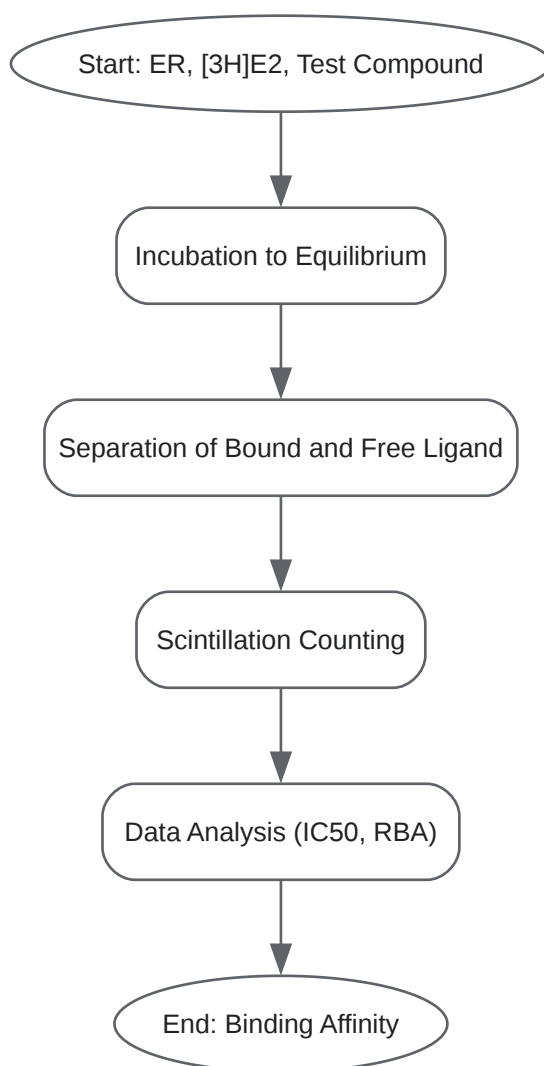 Start: ER, [3H]E2, Test Compound
Incubation to Equilibrium
Separation of Bound and Free Ligand
Scintillation Counting
Data Analysis (IC50, RBA)
End: Binding Affinity